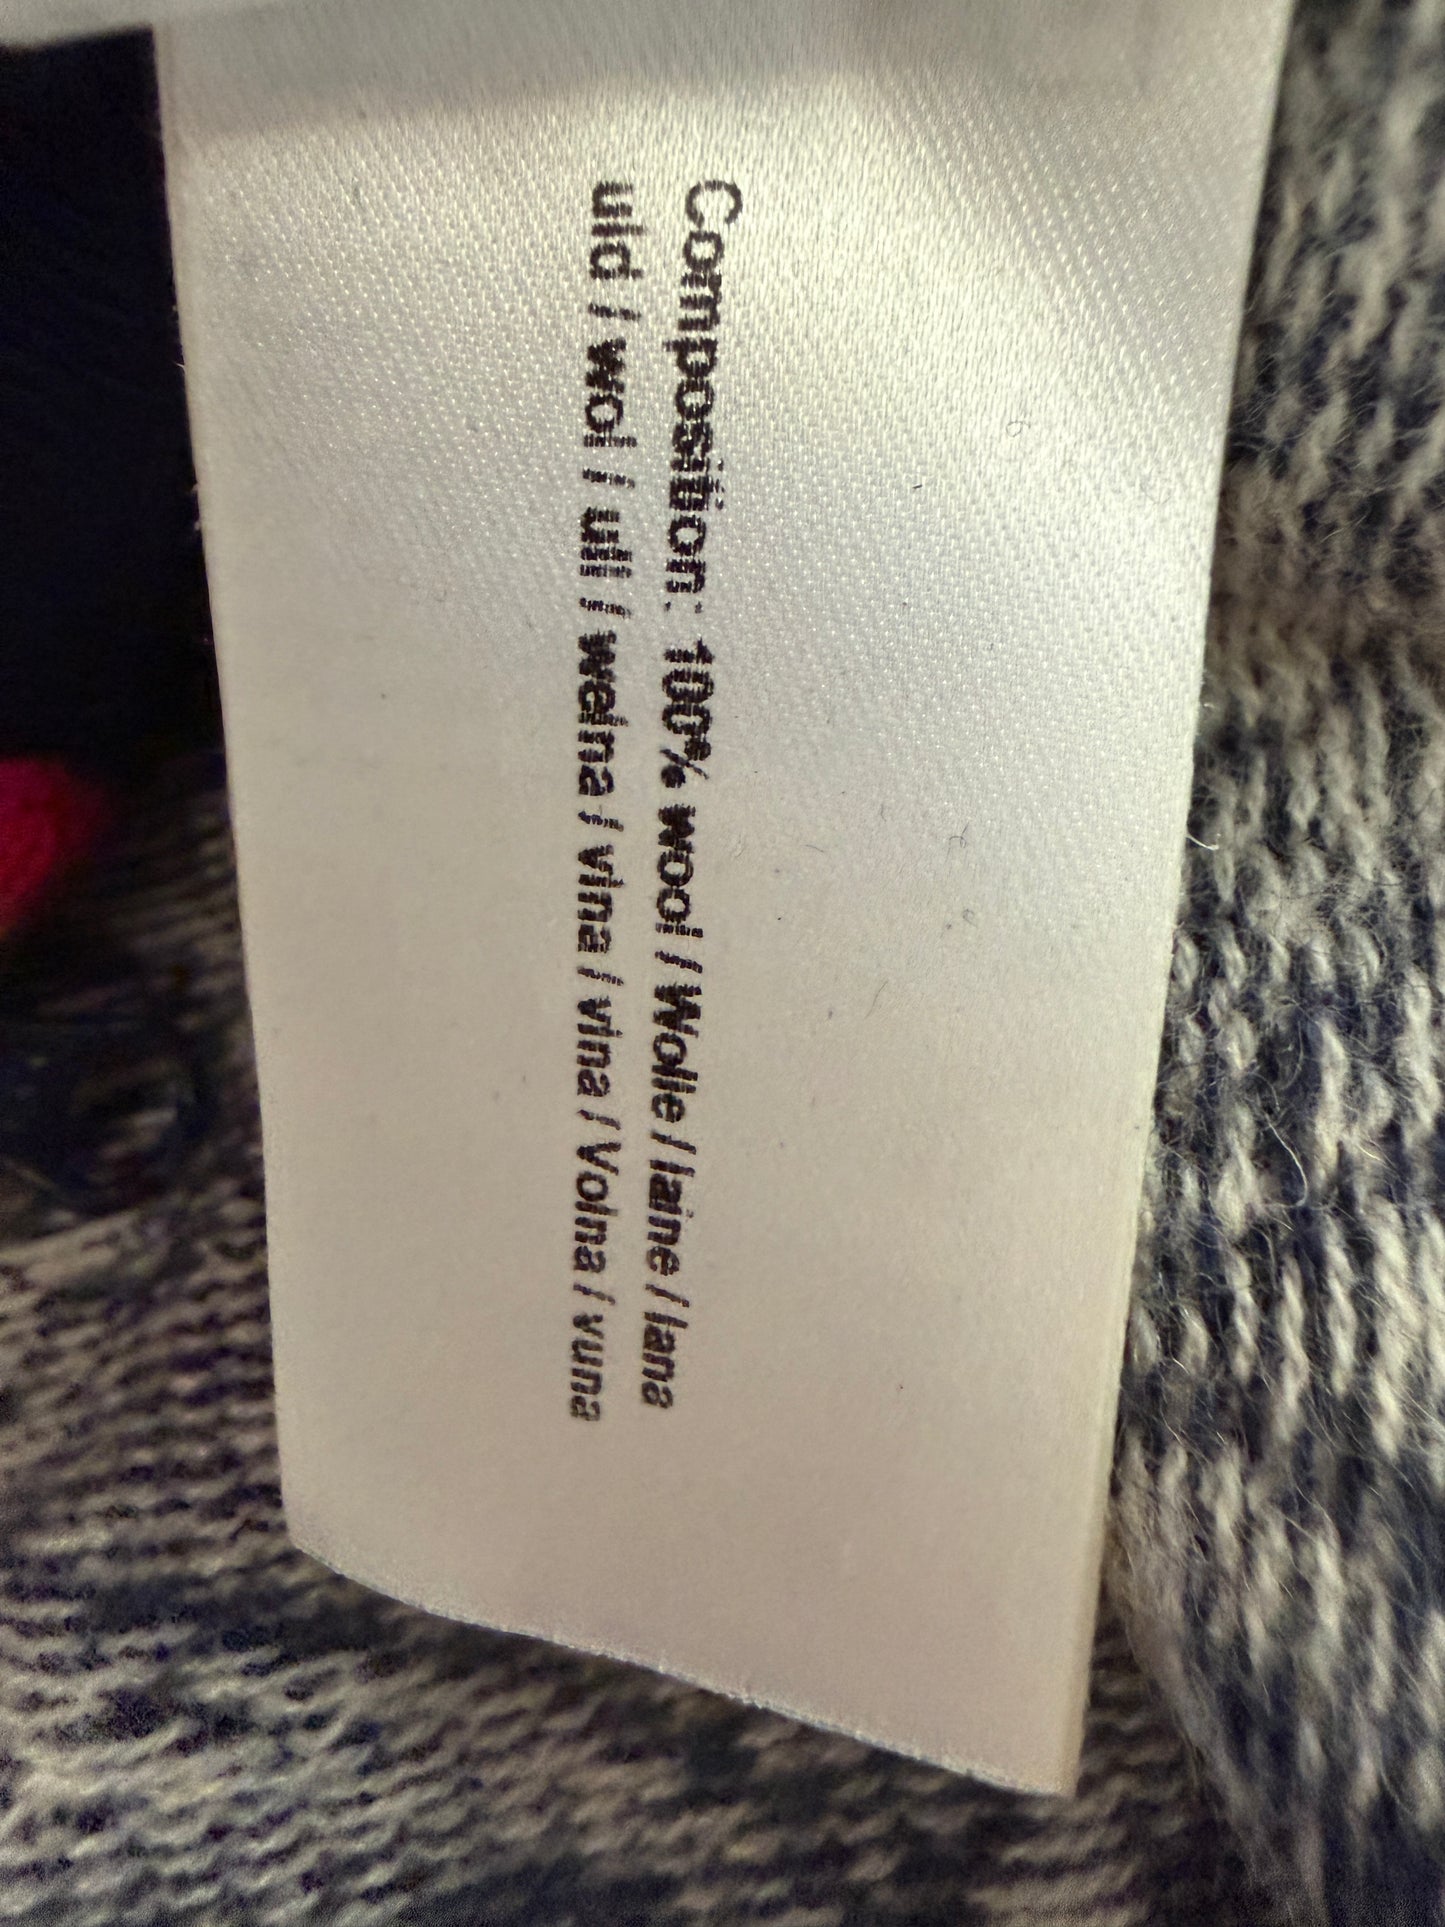 Composition: 100% wool / Wolle / laine / lana
uld / wol / ull / wełna / vlna / vlna / Volna / vuna